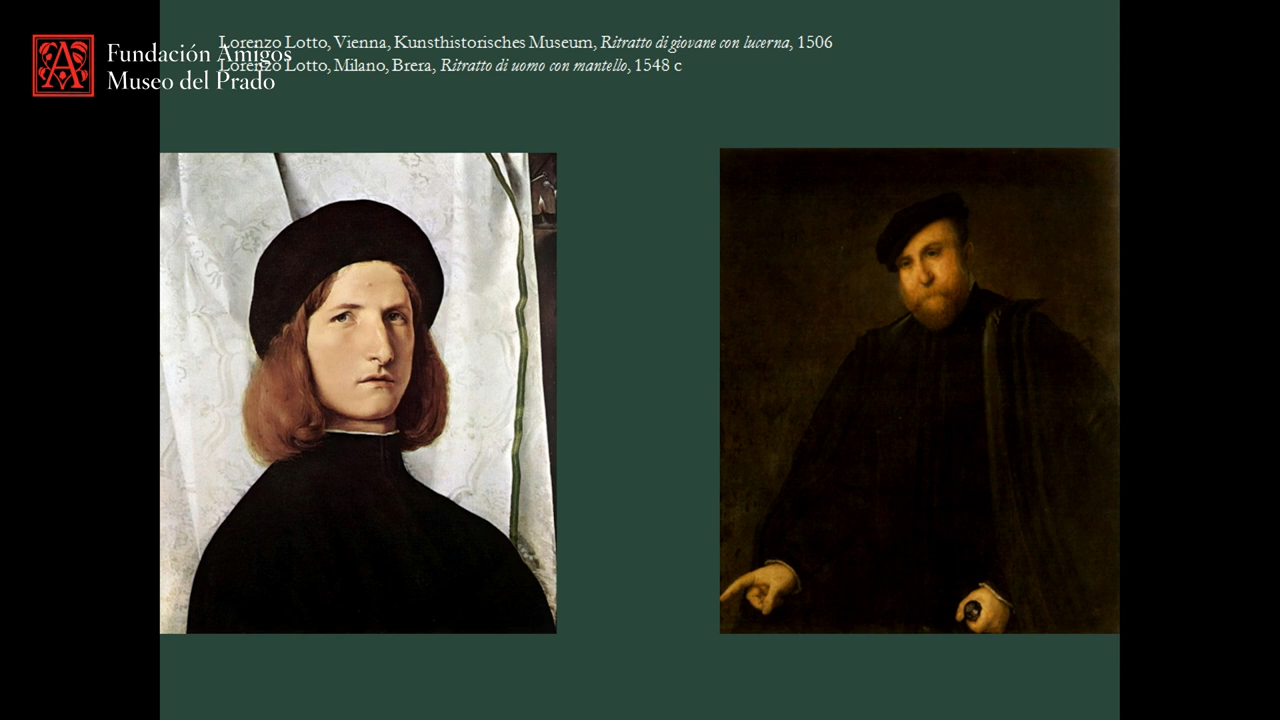 Lorenzo Lotto, Vienna, Kunsthistorisches Museum, Ritratto di giovane con lucerna, 1506
Lorenzo Lotto, Milano, Brera, Ritratto di uomo con mantello, 1548 c
Fundación Amigos
Museo del Prado